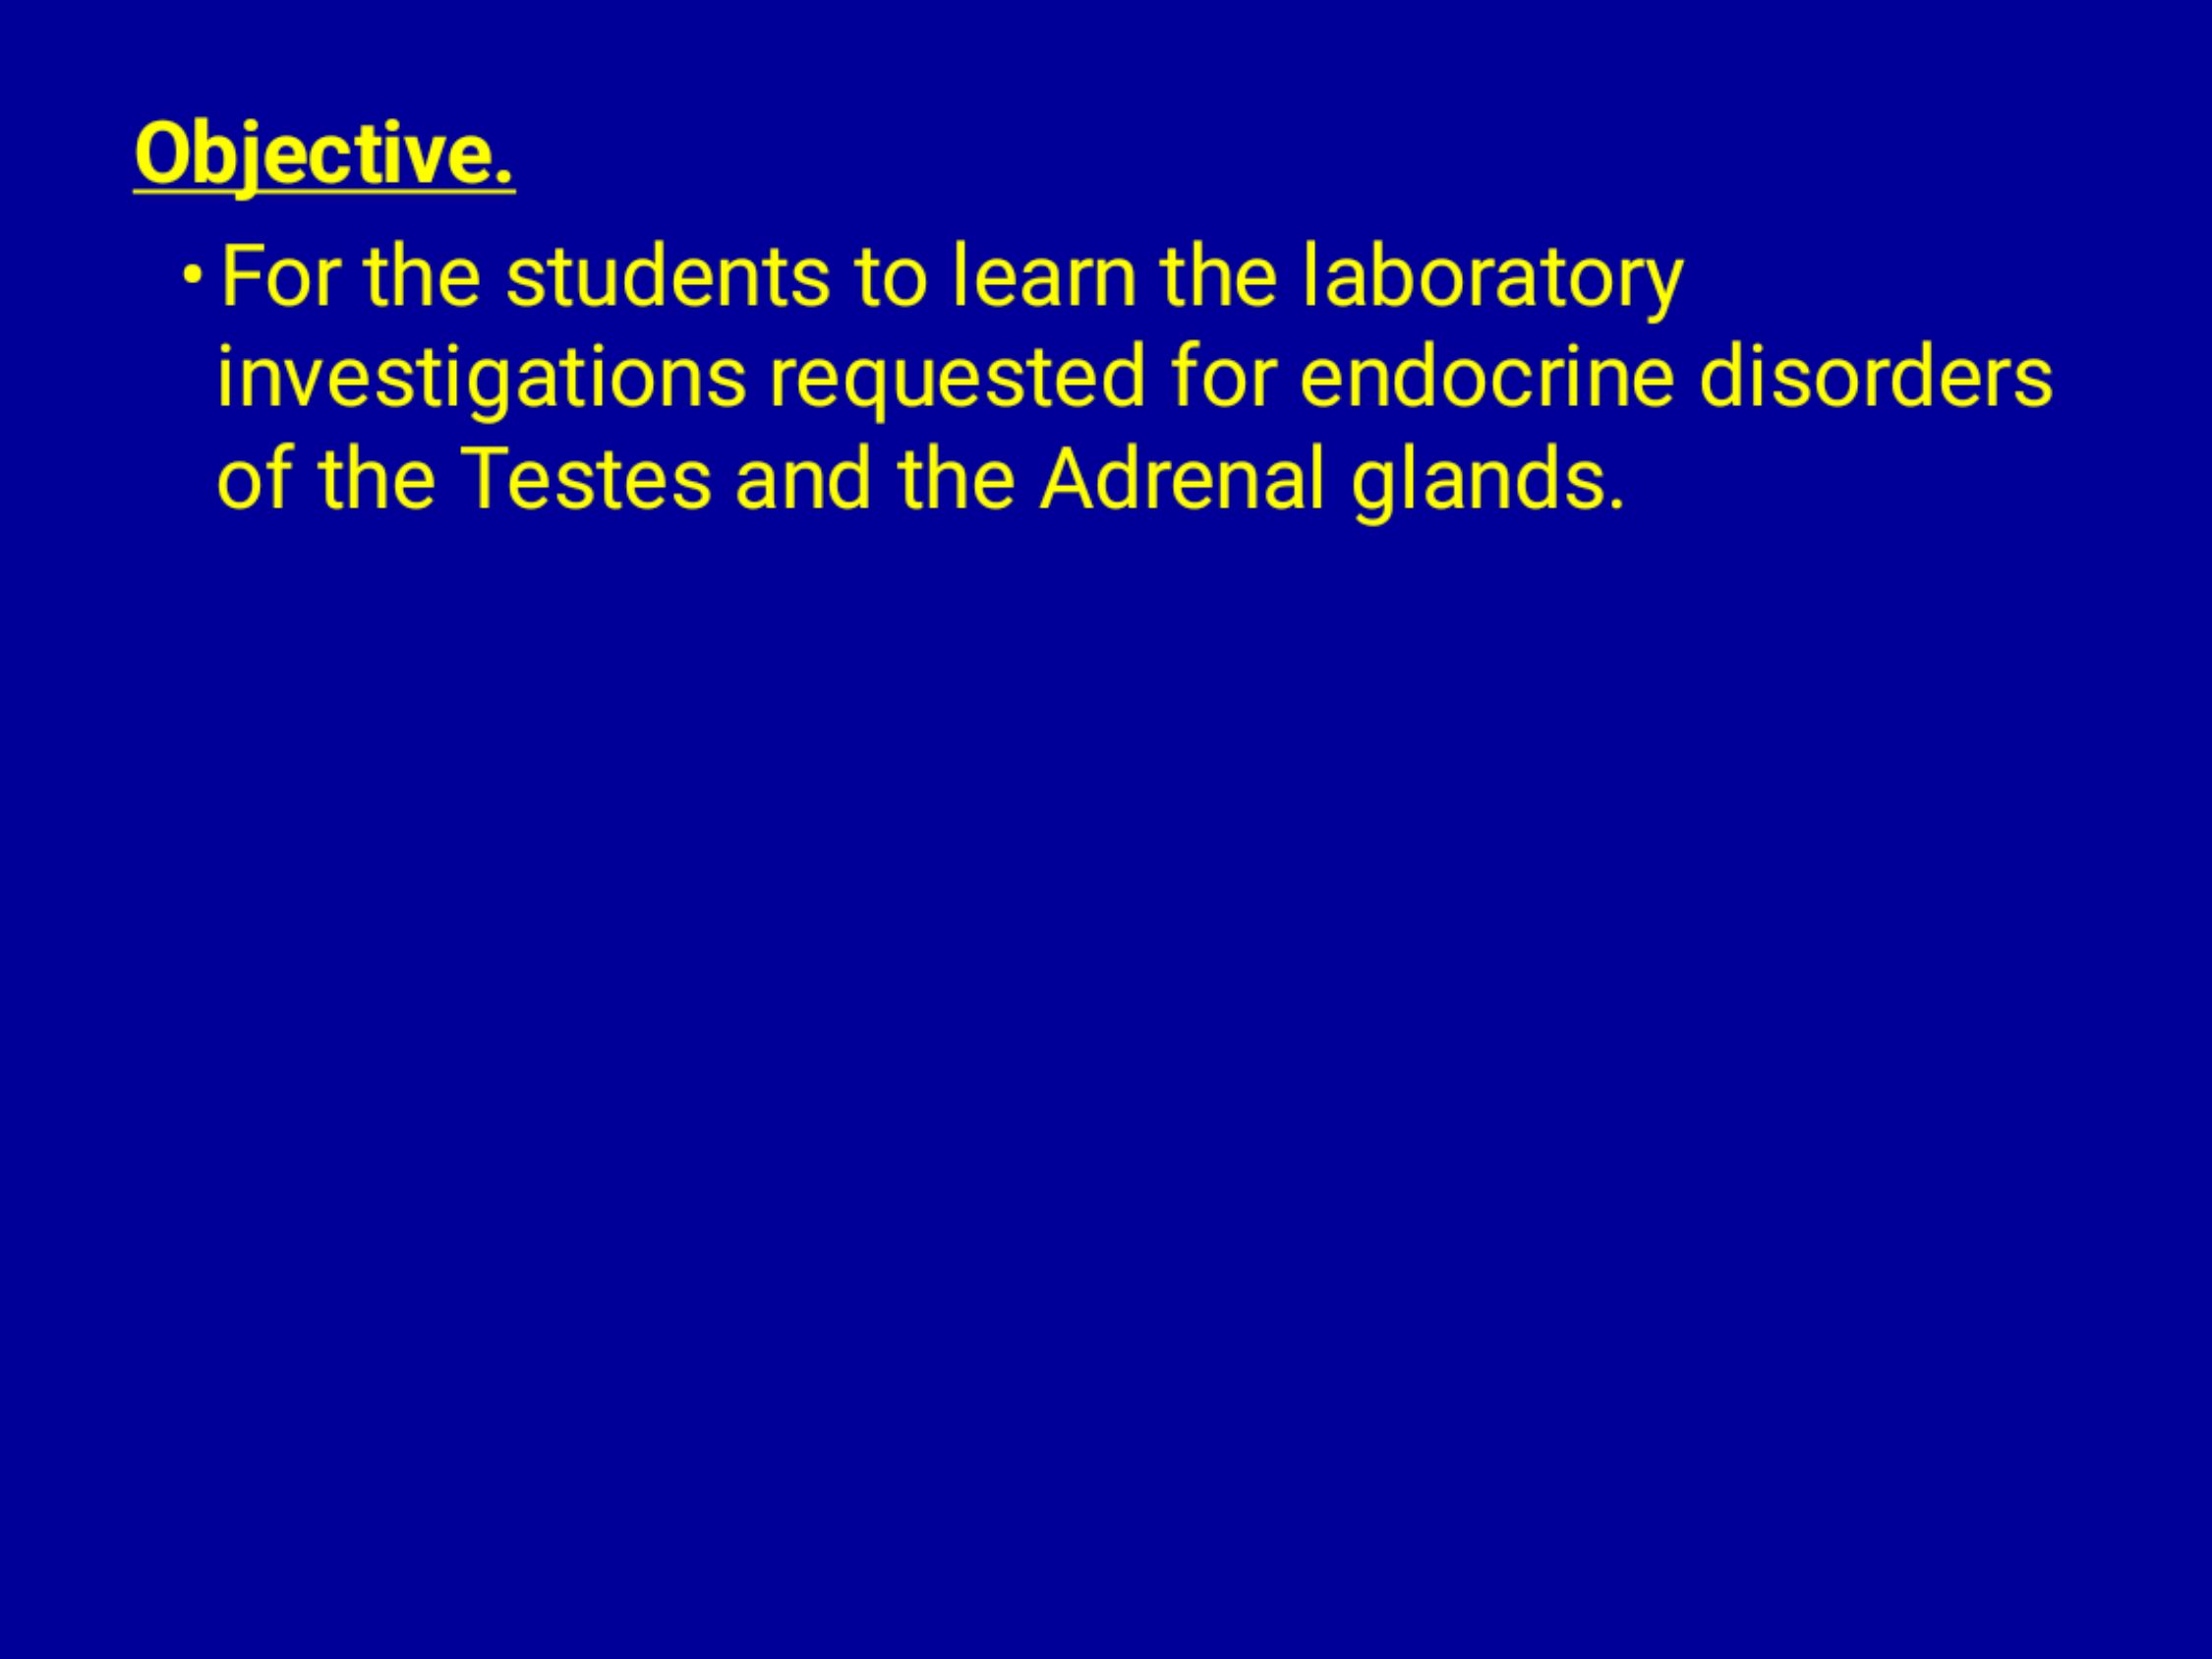 Objective.
• For the students to learn the laboratory
investigations requested for endocrine disorders
of the Testes and the Adrenal glands.